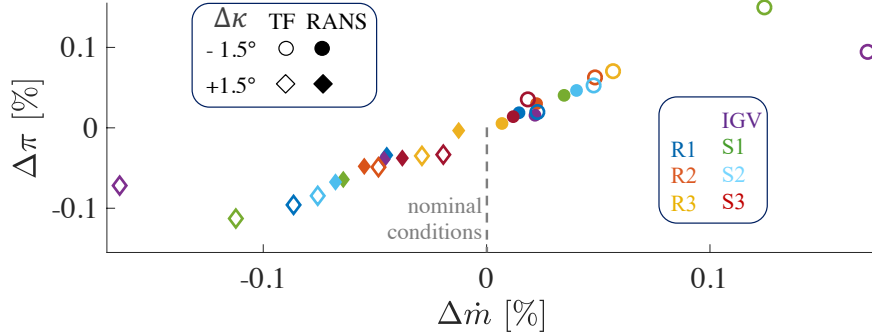 Δκ TF RANS
- 1.5°
+1.5°
0.1
0
-0.1
Δπ [%]
IGV
R1 S1
R2 S2
R3 S3
nominal
conditions
-0.1 0 0.1
Δṁ [%]